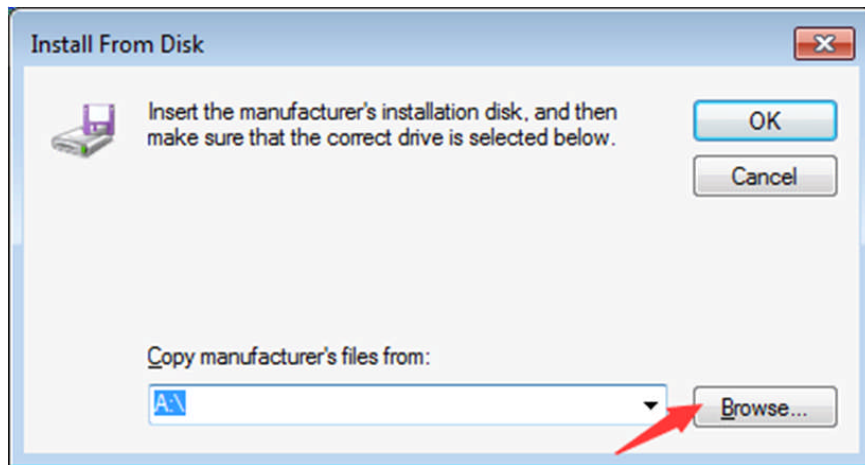 Install From Disk
Insert the manufacturer's installation disk, and then
make sure that the correct drive is selected below.
OK
Cancel
Copy manufacturer's files from:
A:\
Browse...